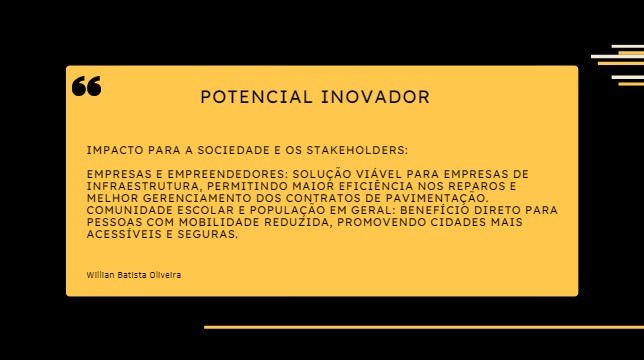 POTENCIAL INOVADOR
IMPACTO PARA A SOCIEDADE E OS STAKEHOLDERS:
EMPRESAS E EMPREENDEDORES: SOLUÇÃO VIÁVEL PARA EMPRESAS DE
INFRAESTRUTURA, PERMITINDO MAIOR EFICIÊNCIA NOS REPAROS E
MELHOR GERENCIAMENTO DOS CONTRATOS DE PAVIMENTAÇÃO.
COMUNIDADE ESCOLAR E POPULAÇÃO EM GERAL: BENEFÍCIO DIRETO PARA
PESSOAS COM MOBILIDADE REDUZIDA, PROMOVENDO CIDADES MAIS
ACESSÍVEIS E SEGURAS.
Willian Batista Oliveira